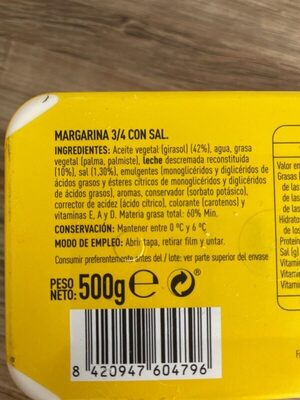 MARGARINA 3/4 CON SAL.
INGREDIENTES: Aceite vegetal (girasol) (42%), agua, grasa
vegetal (palma, palmiste), leche descremada reconstituida
(10%), sal (1,30%), emulgentes (monoglicéridos y diglicéridos de
ácidos grasos y ésteres cítricos de monoglicéridos y diglicéridos
de ácidos grasos), aromas, conservador (sorbato potásico),
corrector de acidez (ácido cítrico), colorante (carotenos) y
vitaminas E, A y D. Materia grasa total: 60% Min.
CONSERVACIÓN: Mantener entre 0 ºC y 6 ºC
MODO DE EMPLEO: Abrir tapa, retirar film y untar.
Consumir preferentemente antes del / lote: ver parte superior del envase
PESO
NETO: 500g e
8 420947 604796
Valor en
Grasas
de las
de las
de las
Hidrato
de los
Proteín
Sal (g)
Vitamin
Vitamin
Vitamin